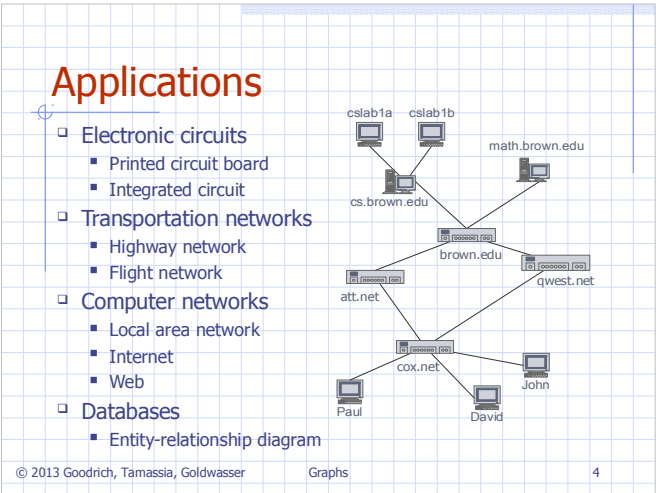 Applications
Electronic circuits
Printed circuit board
Integrated circuit
Transportation networks
Highway network
Flight network
Computer networks
Local area network
Internet
Web
Databases
Entity-relationship diagram
cslab1a cslab1b
math.brown.edu
cs.brown.edu
brown.edu
qwest.net
att.net
cox.net
John
Paul
David
© 2013 Goodrich, Tamassia, Goldwasser Graphs 4